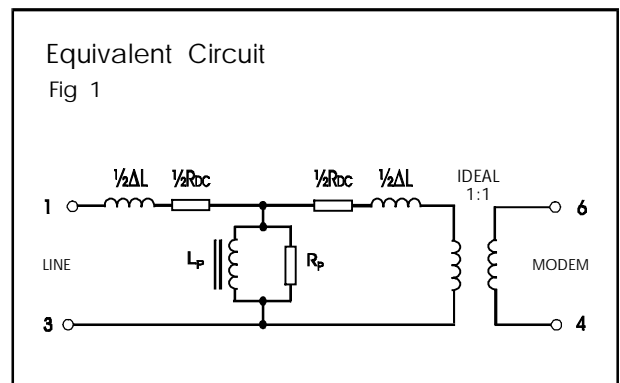 Equivalent Circuit
Fig 1
½ΔL ½RDC ½RDC ½ΔL IDEAL
1:1
1 6
LINE LP RP MODEM
3 4